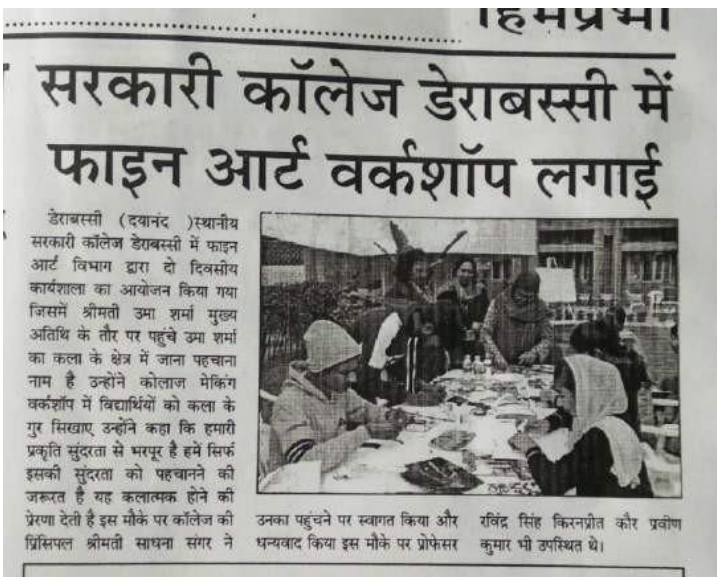 हिमप्रभा
सरकारी कॉलेज डेराबस्सी में
फाइन आर्ट वर्कशॉप लगाई
डेराबस्सी (दयानंद )स्थानीय
सरकारी कॉलेज डेराबस्सी में फाइन
आर्ट विभाग द्वारा दो दिवसीय
कार्यशाला का आयोजन किया गया
जिसमें श्रीमती उमा शर्मा मुख्य
अतिथि के तौर पर पहुंचे उमा शर्मा
का कला के क्षेत्र में जाना पहचाना
नाम है उन्होंने कोलाज मेकिंग
वर्कशॉप में विद्यार्थियों को कला के
गुर सिखाए उन्होंने कहा कि हमारी
प्रकृति सुंदरता से भरपूर है हमें सिर्फ
इसकी सुंदरता को पहचानने की
जरूरत है यह कलात्मक होने की
प्रेरणा देती है इस मौके पर कॉलेज की
प्रिंसिपल श्रीमती साधना संगर ने
उनका पहुंचने पर स्वागत किया और
धन्यवाद किया इस मौके पर प्रोफेसर
रविंद्र सिंह किरनप्रीत कौर प्रवीण
कुमार भी उपस्थित थे।